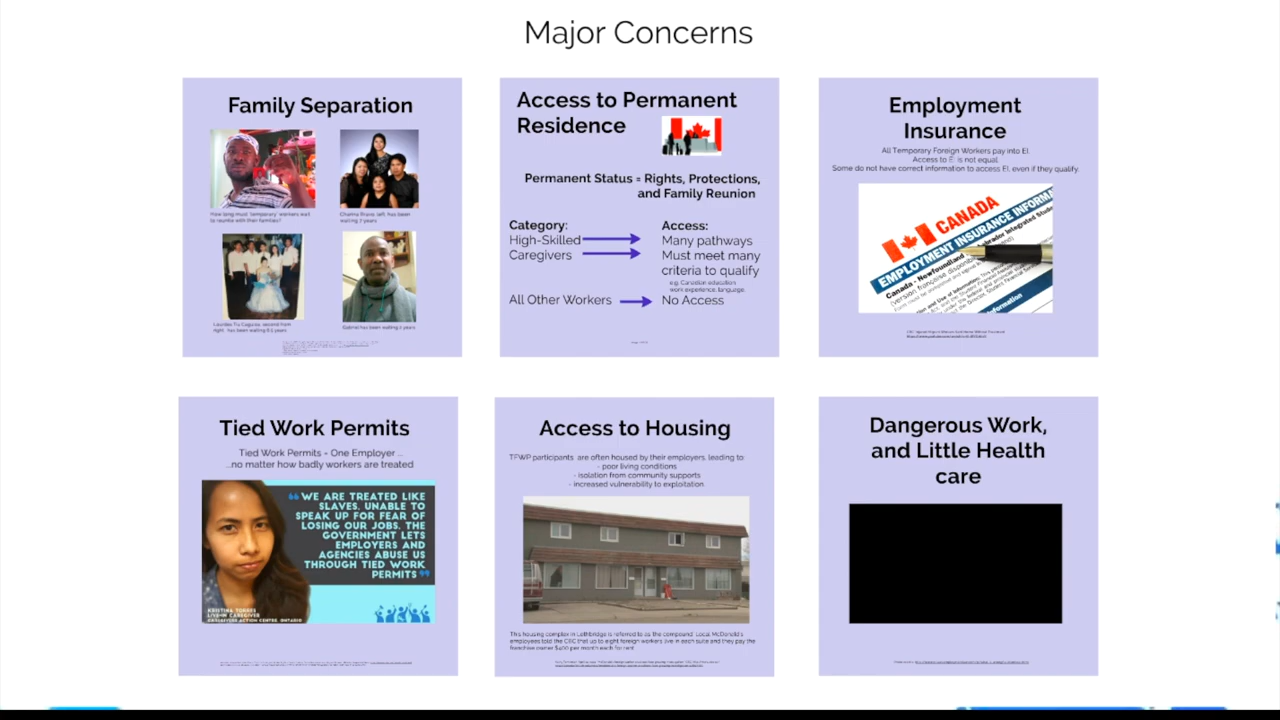 Major Concerns
Family Separation
How long must "temporary" workers wait
to reunite with their families?
waiting 7 years
right, has been waiting 8.5 years
Gabriel has been waiting 7 years
Access to Permanent
Residence
Permanent Status = Rights, Protections,
and Family Reunion
Category:
High-Skilled
Caregivers
All Other Workers
Access:
Many pathways
Must meet many
criteria to qualify
e.g. Canadian education
work experience, language,
No Access
Employment
Insurance
All Temporary Foreign Workers pay into EI.
Access to EI is not equal.
Some do not have correct information to access EI, even if they qualify.
CANADA
EMPLOYMENT INSURANCE INFORM
Canada - Newfoundland
(version française disponib
Tied Work Permits
Tied Work Permits = One Employer ...
...no matter how badly workers are treated
“WE ARE TREATED LIKE
SLAVES, UNABLE TO
SPEAK UP FOR FEAR OF
LOSING OUR JOBS. THE
GOVERNMENT LETS
EMPLOYERS AND
AGENCIES ABUSE US
THROUGH TIED WORK
PERMITS”
KRISTINA TORRES
LIVE-IN CAREGIVER
CAREGIVERS ACTION CENTRE, ONTARIO
Access to Housing
TFWP participants are often housed by their employers, leading to:
- poor living conditions
- isolation from community supports
- increased vulnerability to exploitation
This housing complex in Lethbridge is referred to as the compound. Local McDonald's
employees told the CBC that up to eight foreign workers live in each suite and they pay the
franchise owner $400 per month each for rent
Dangerous Work,
and Little Health
care